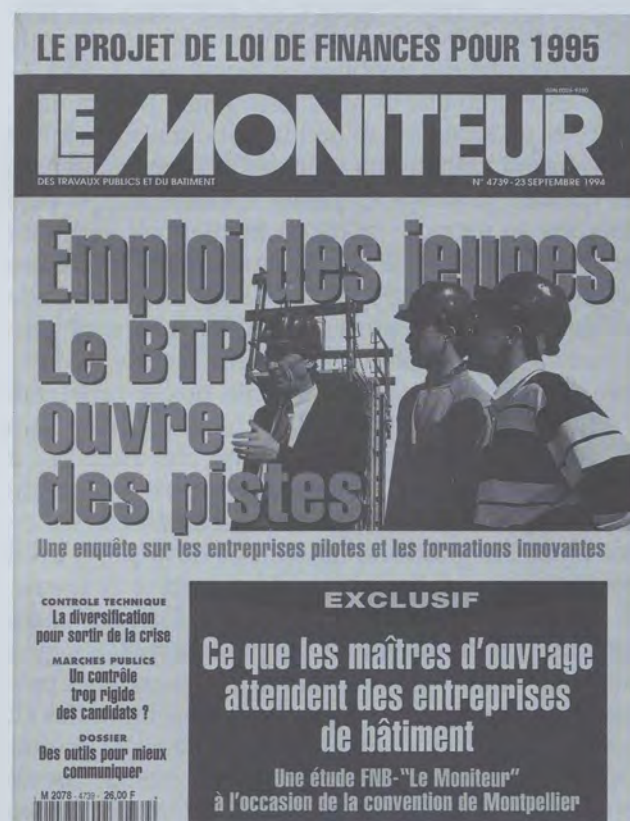 LE PROJET DE LOI DE FINANCES POUR 1995
LE MONITEUR
DES TRAVAUX PUBLICS ET DU BATIMENT
N° 4739 - 23 SEPTEMBRE 1994
Emploi des jeunes
Le BTP
ouvre
des pistes
Une enquête sur les entreprises pilotes et les formations innovantes
CONTROLE TECHNIQUE
La diversification
pour sortir de la crise
MARCHES PUBLICS
Un contrôle
trop rigide
des candidats ?
DOSSIER
Des outils pour mieux
communiquer
M 2078 - 4739 - 26,00 F
EXCLUSIF
Ce que les maîtres d'ouvrage
attendent des entreprises
de bâtiment
Une étude FNB-"Le Moniteur"
à l'occasion de la convention de Montpellier